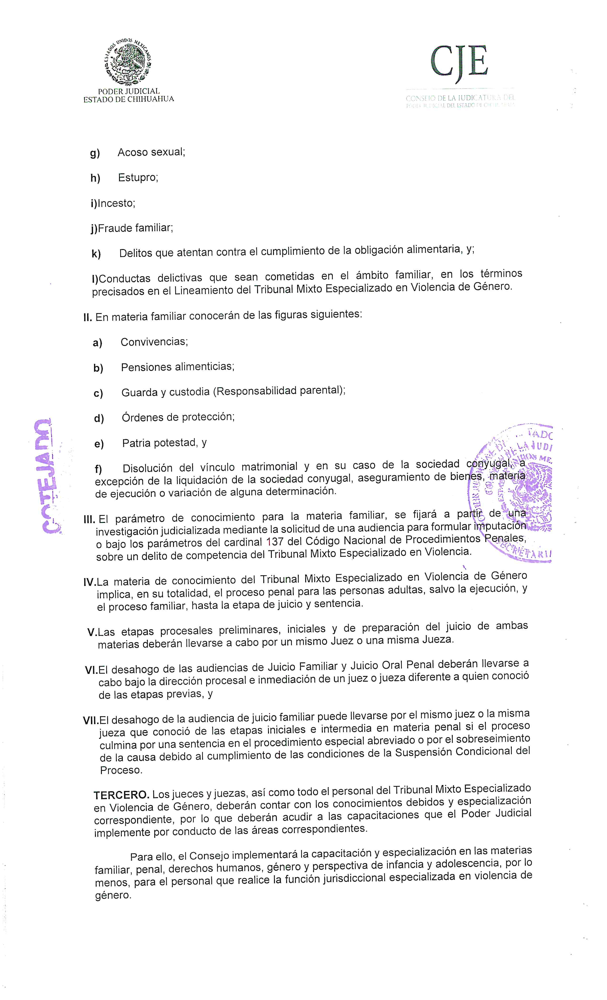 ESTADOS UNIDOS MEXICANOS
PODER JUDICIAL
ESTADO DE CHIHUAHUA
CJE
CONSEJO DE LA JUDICATURA DEL
PODER JUDICIAL DEL ESTADO DE CHIHUAHUA
g) Acoso sexual;
h) Estupro;
i)Incesto;
j)Fraude familiar;
k) Delitos que atentan contra el cumplimiento de la obligación alimentaria, y;
l)Conductas delictivas que sean cometidas en el ámbito familiar, en los términos
precisados en el Lineamiento del Tribunal Mixto Especializado en Violencia de Género.
II. En materia familiar conocerán de las figuras siguientes:
a) Convivencias;
b) Pensiones alimenticias;
c) Guarda y custodia (Responsabilidad parental);
d) Órdenes de protección;
e) Patria potestad, y
f) Disolución del vínculo matrimonial y en su caso de la sociedad conyugal, a
excepción de la liquidación de la sociedad conyugal, aseguramiento de bienes, materia
de ejecución o variación de alguna determinación.
III. El parámetro de conocimiento para la materia familiar, se fijará a partir de una
investigación judicializada mediante la solicitud de una audiencia para formular imputación
o bajo los parámetros del cardinal 137 del Código Nacional de Procedimientos Penales,
sobre un delito de competencia del Tribunal Mixto Especializado en Violencia.
IV.La materia de conocimiento del Tribunal Mixto Especializado en Violencia de Género
implica, en su totalidad, el proceso penal para las personas adultas, salvo la ejecución, y
el proceso familiar, hasta la etapa de juicio y sentencia.
V.Las etapas procesales preliminares, iniciales y de preparación del juicio de ambas
materias deberán llevarse a cabo por un mismo Juez o una misma Jueza.
VI.El desahogo de las audiencias de Juicio Familiar y Juicio Oral Penal deberán llevarse a
cabo bajo la dirección procesal e inmediación de un juez o jueza diferente a quien conoció
de las etapas previas, y
VII.El desahogo de la audiencia de juicio familiar puede llevarse por el mismo juez o la misma
jueza que conoció de las etapas iniciales e intermedia en materia penal si el proceso
culmina por una sentencia en el procedimiento especial abreviado o por el sobreseimiento
de la causa debido al cumplimiento de las condiciones de la Suspensión Condicional del
Proceso.
TERCERO. Los jueces y juezas, así como todo el personal del Tribunal Mixto Especializado
en Violencia de Género, deberán contar con los conocimientos debidos y especialización
correspondiente, por lo que deberán acudir a las capacitaciones que el Poder Judicial
implemente por conducto de las áreas correspondientes.
Para ello, el Consejo implementará la capacitación y especialización en las materias
familiar, penal, derechos humanos, género y perspectiva de infancia y adolescencia, por lo
menos, para el personal que realice la función jurisdiccional especializada en violencia de
género.
COTEJADO